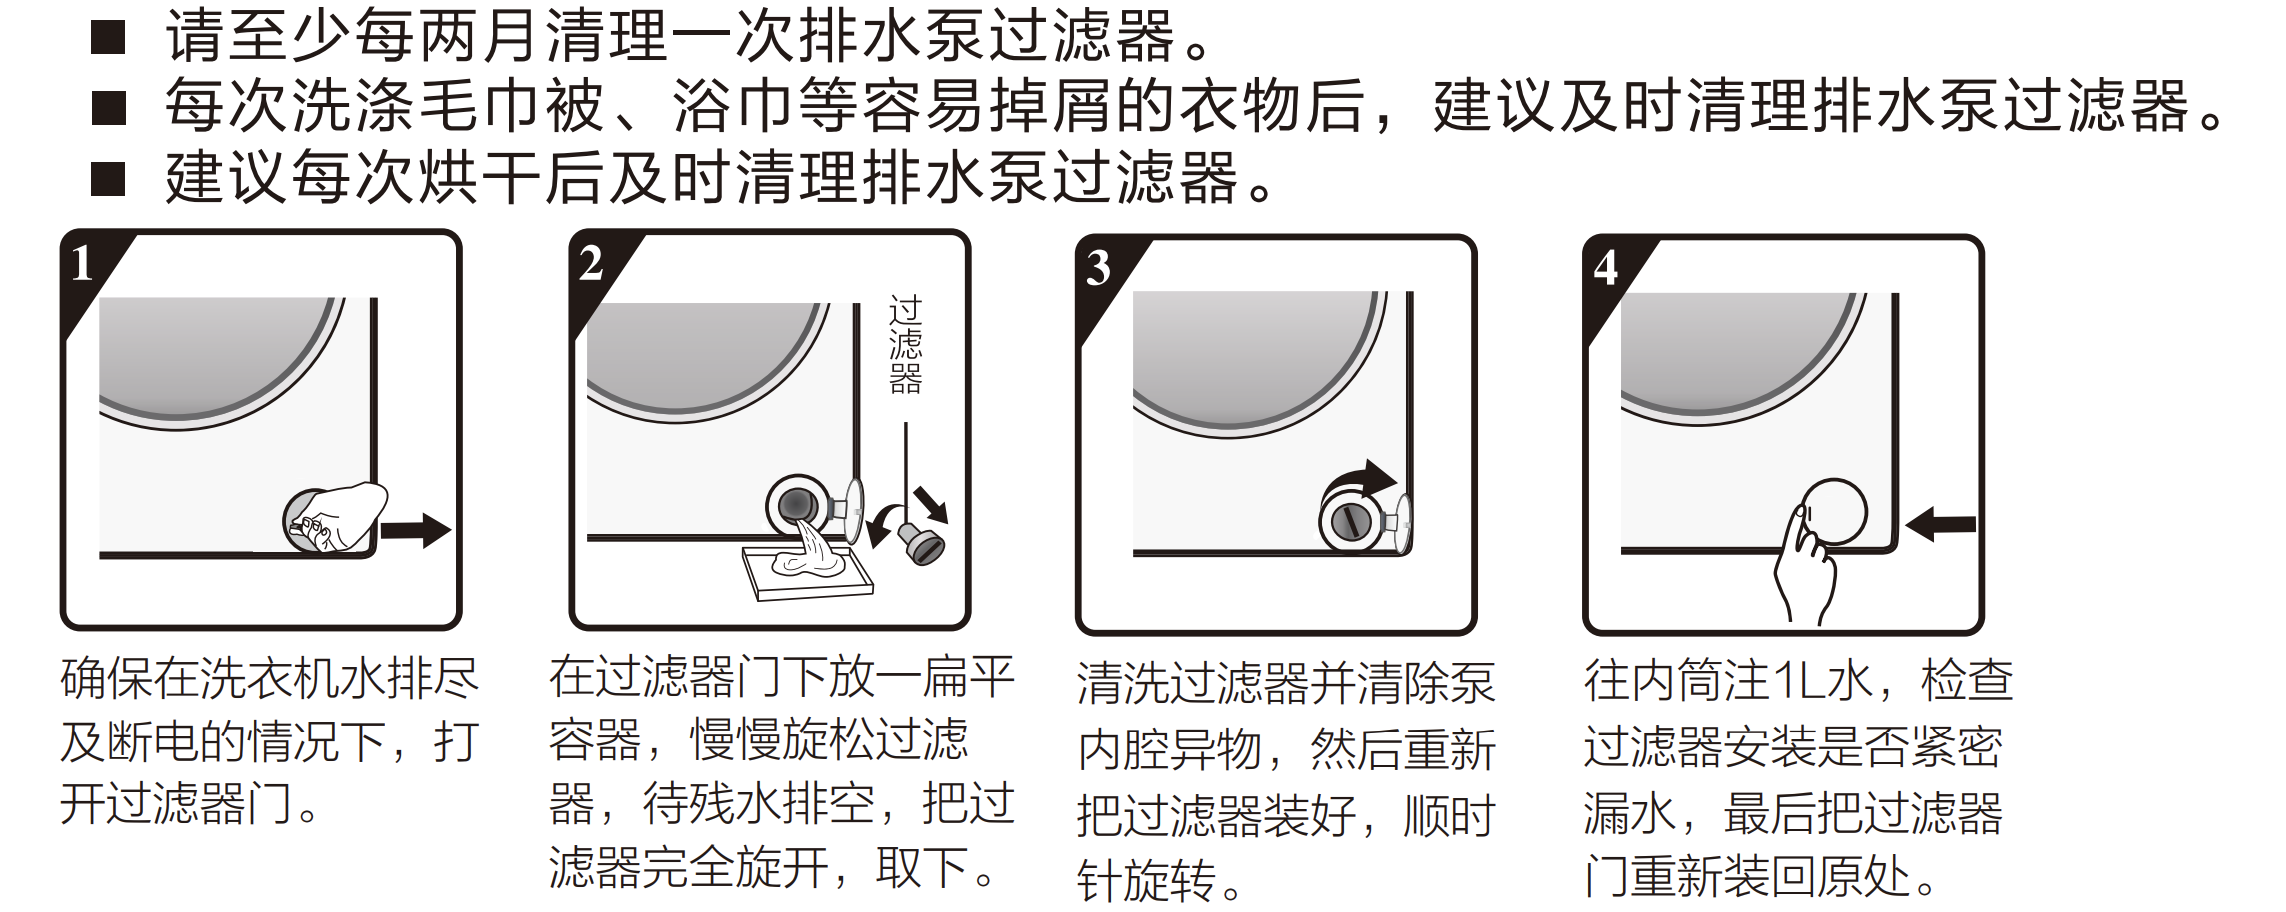 ■ 请至少每两月清理一次排水泵过滤器。
■ 每次洗涤毛巾被、浴巾等容易掉屑的衣物后，建议及时清理排水泵过滤器。
■ 建议每次烘干后及时清理排水泵过滤器。
1
确保在洗衣机水排尽
及断电的情况下，打
开过滤器门。
2
过滤器
在过滤器门下放一扁平
容器，慢慢旋松过滤
器，待残水排空，把过
滤器完全旋开，取下。
3
清洗过滤器并清除泵
内腔异物，然后重新
把过滤器装好，顺时
针旋转。
4
往内筒注1L水，检查
过滤器安装是否紧密
漏水，最后把过滤器
门重新装回原处。